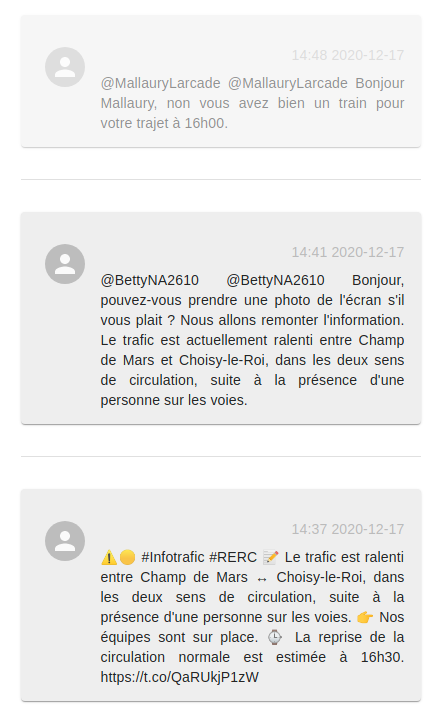 14:48 2020-12-17
@MallauryLarcade @MallauryLarcade Bonjour
Mallaury, non vous avez bien un train pour
votre trajet à 16h00.
14:41 2020-12-17
@BettyNA2610 @BettyNA2610 Bonjour,
pouvez-vous prendre une photo de l'écran s'il
vous plait ? Nous allons remonter l'information.
Le trafic est actuellement ralenti entre Champ
de Mars et Choisy-le-Roi, dans les deux sens
de circulation, suite à la présence d'une
personne sur les voies.
14:37 2020-12-17
⚠️🟡 #Infotrafic #RERC 📝 Le trafic est ralenti
entre Champ de Mars ↔ Choisy-le-Roi, dans
les deux sens de circulation, suite à la
présence d'une personne sur les voies. 👉 Nos
équipes sont sur place. ⌚ La reprise de la
circulation normale est estimée à 16h30.
https://t.co/QaRUkjP1zW